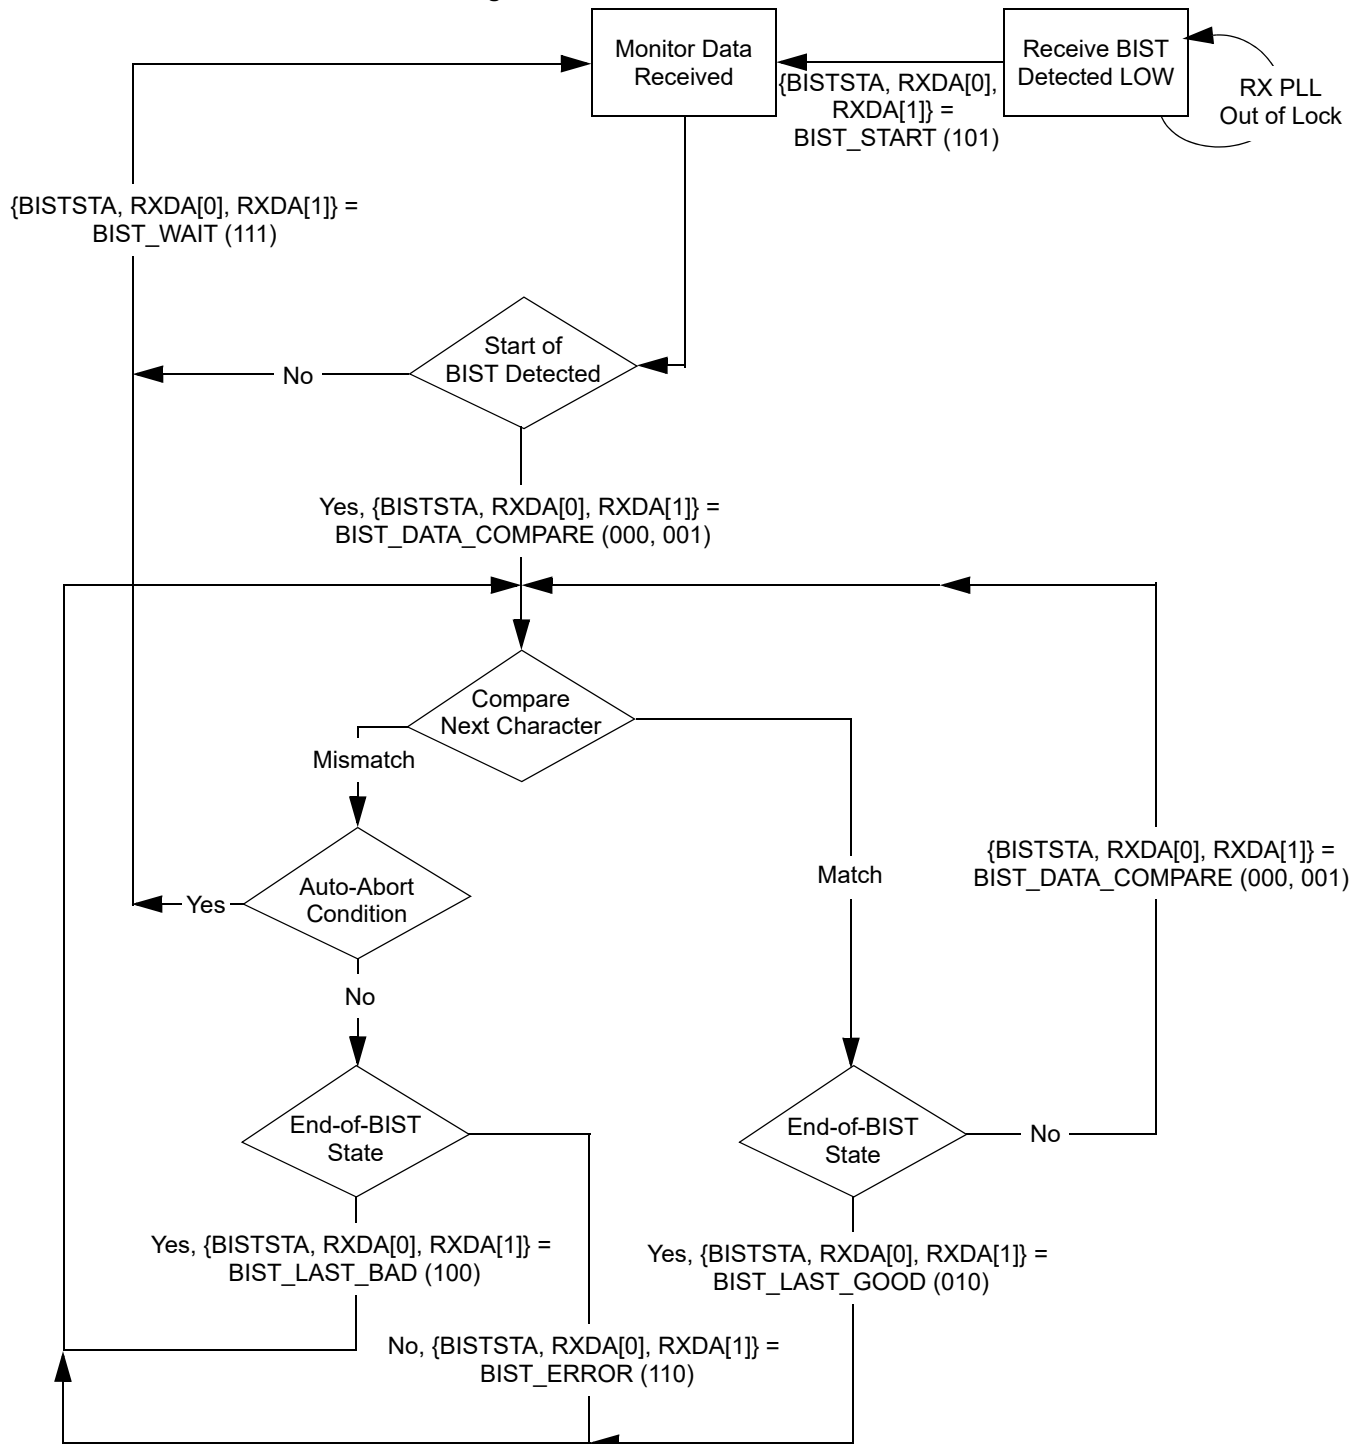 Monitor Data
Received
Receive BIST
Detected LOW
RX PLL
Out of Lock
{BISTSTA, RXDA[0],
RXDA[1]} =
BIST_START (101)
{BISTSTA, RXDA[0], RXDA[1]} =
BIST_WAIT (111)
Start of
BIST Detected
No
Yes, {BISTSTA, RXDA[0], RXDA[1]} =
BIST_DATA_COMPARE (000, 001)
Compare
Next Character
Mismatch
Match
{BISTSTA, RXDA[0], RXDA[1]} =
BIST_DATA_COMPARE (000, 001)
Auto-Abort
Condition
Yes
No
End-of-BIST
State
End-of-BIST
State
No
Yes, {BISTSTA, RXDA[0], RXDA[1]} =
BIST_LAST_BAD (100)
Yes, {BISTSTA, RXDA[0], RXDA[1]} =
BIST_LAST_GOOD (010)
No, {BISTSTA, RXDA[0], RXDA[1]} =
BIST_ERROR (110)